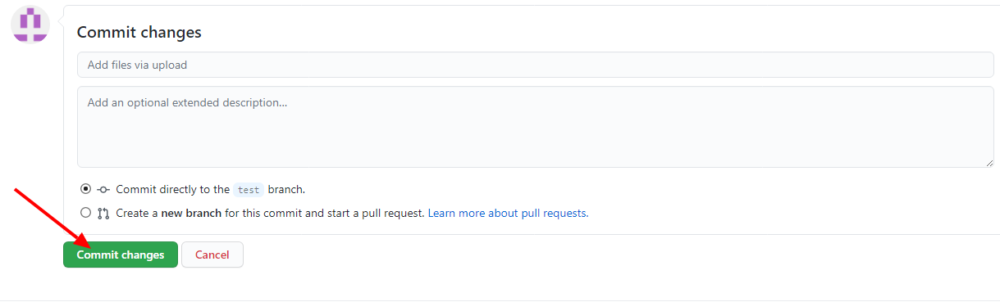 Commit changes
Add files via upload
Add an optional extended description...
Commit directly to the test branch.
Create a new branch for this commit and start a pull request. Learn more about pull requests.
Commit changes Cancel